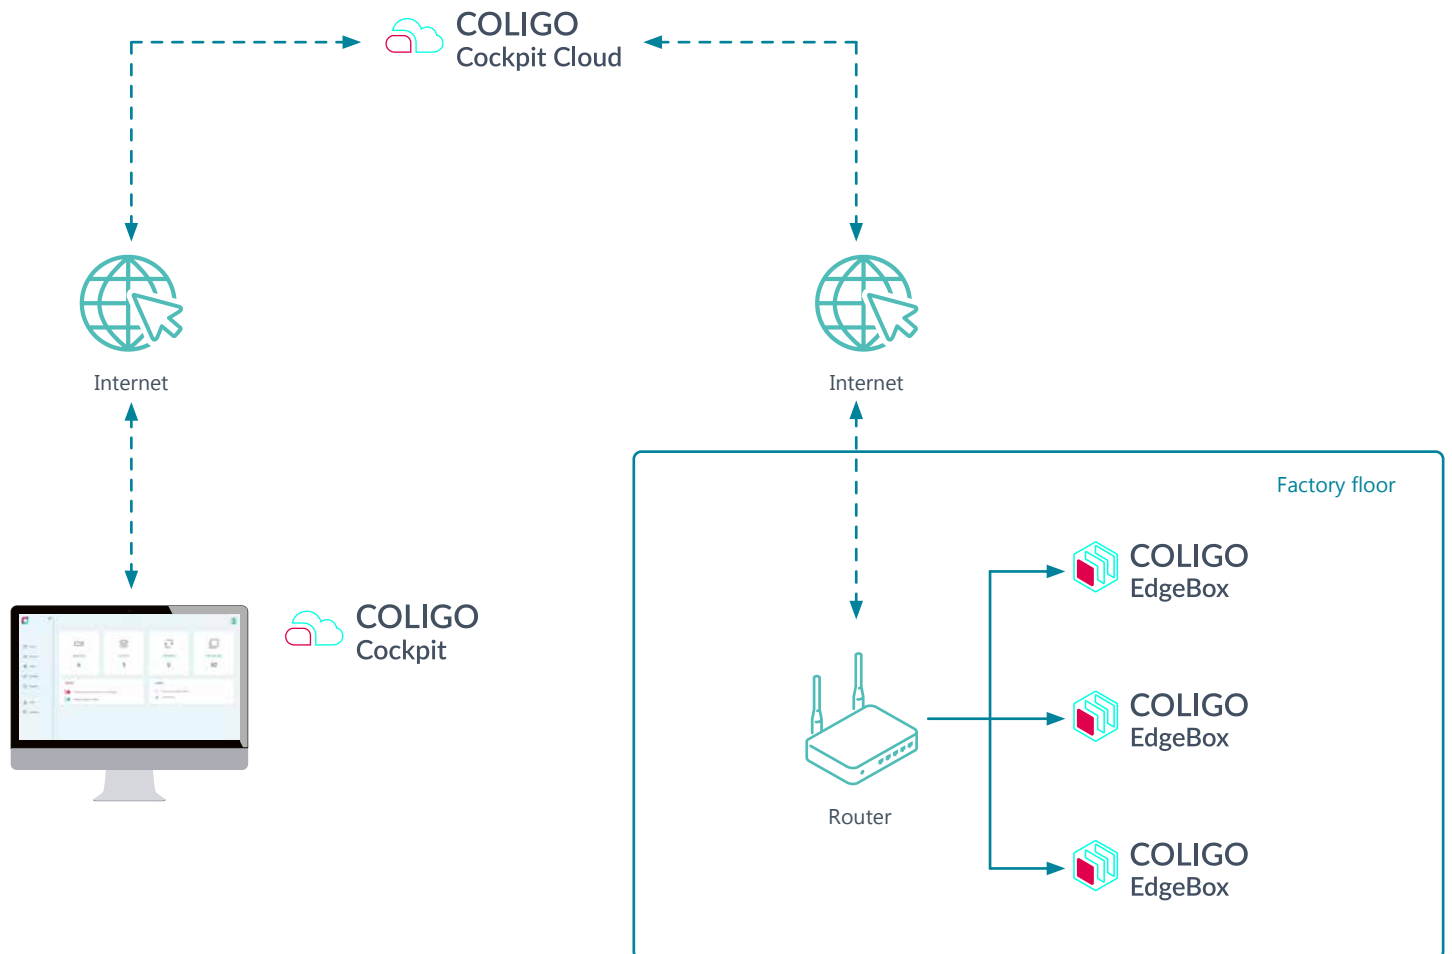 COLIGO
Cockpit Cloud
Internet
Internet
Factory floor
COLIGO
EdgeBox
COLIGO
Cockpit
COLIGO
EdgeBox
Router
COLIGO
EdgeBox